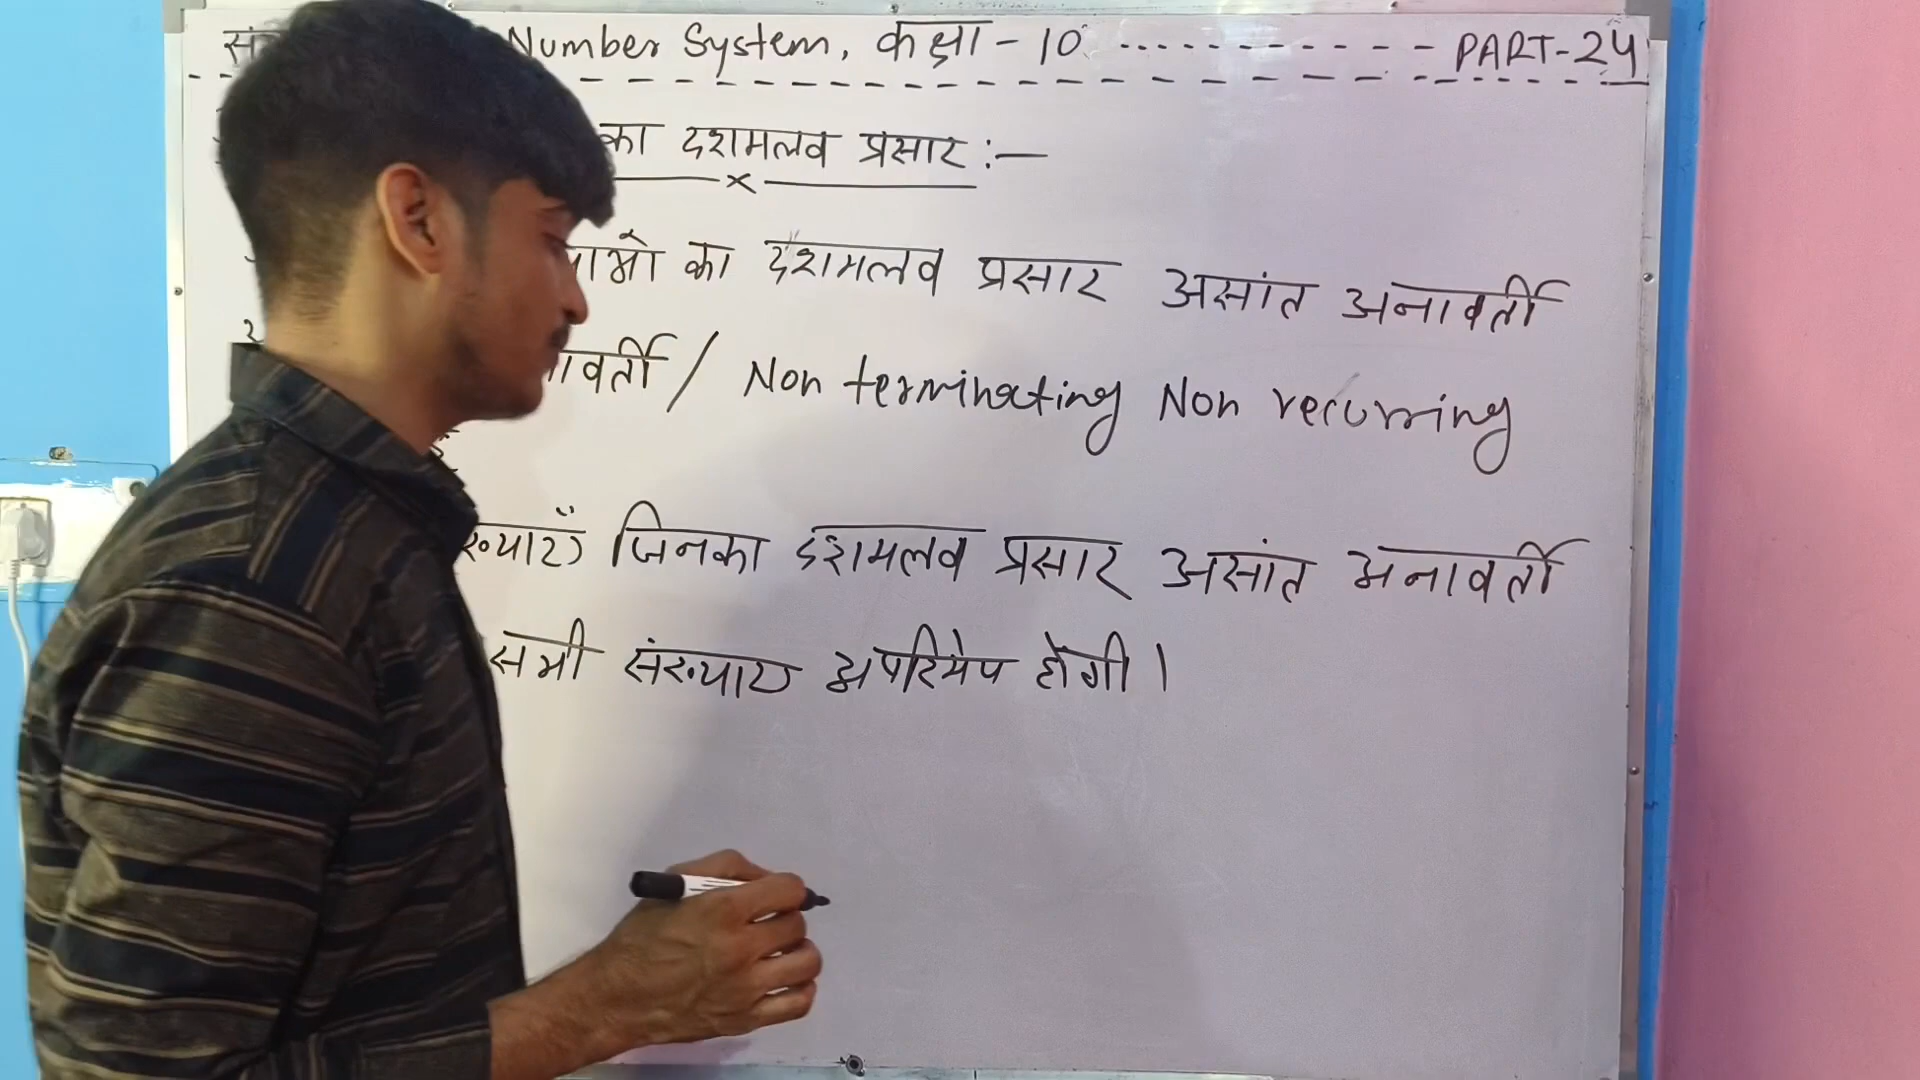 Number System, कक्षा - 10 ............ PART-24
का दशमलव प्रसार :—
का दशमलव प्रसार असांत अनावर्ती
/ Non terminating Non recurring
जिनका दशमलव प्रसार असांत अनावर्ती
सभी संख्याए अपरिमेय होगी ।